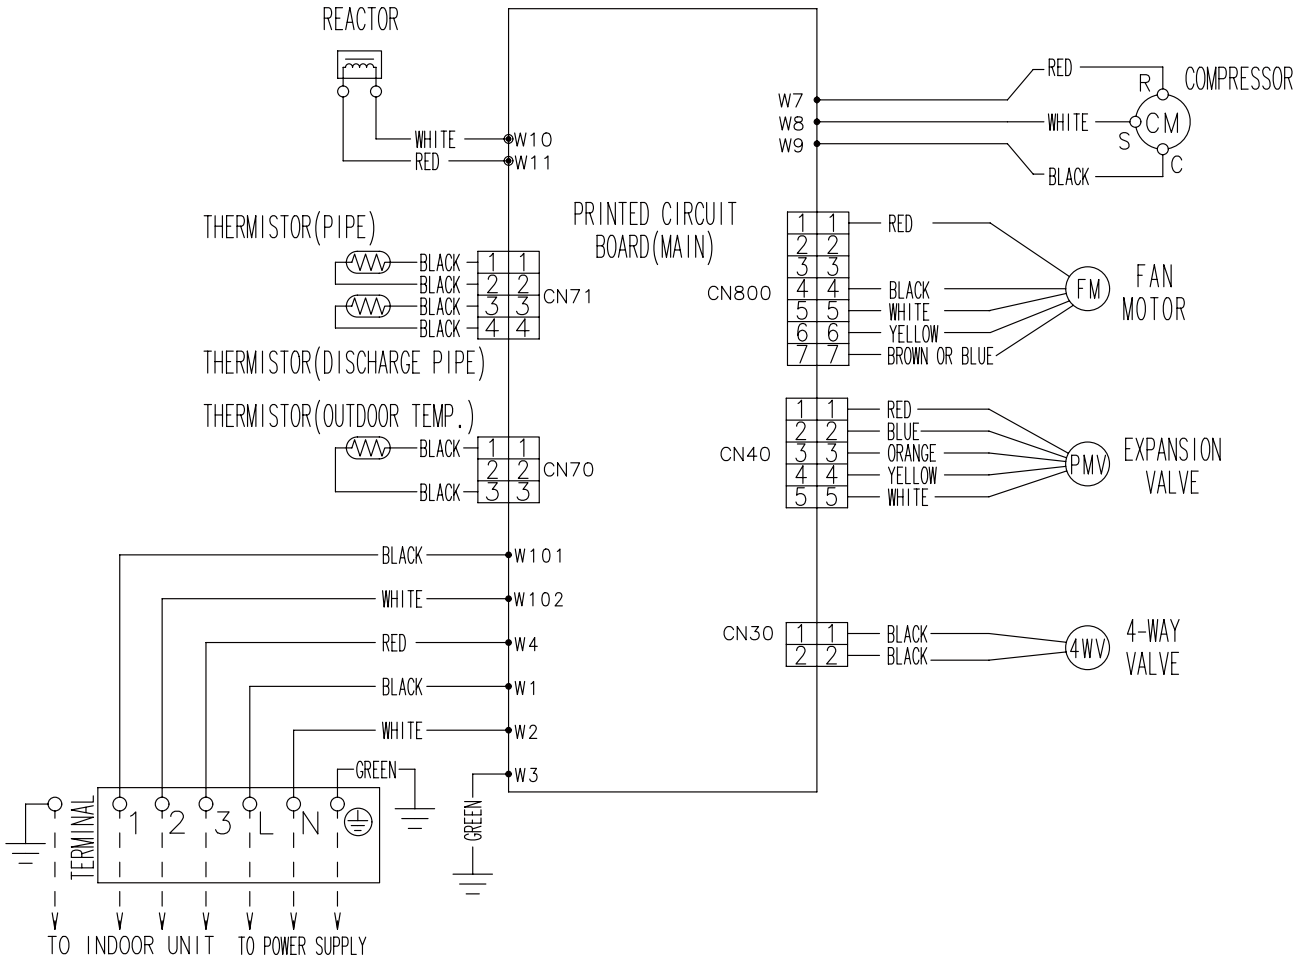 REACTOR
WHITE
RED
W10
W11
THERMISTOR(PIPE)
BLACK 1 1
BLACK 2 2
BLACK 3 3
BLACK 4 4
CN71
THERMISTOR(DISCHARGE PIPE)
THERMISTOR(OUTDOOR TEMP.)
BLACK 1 1
2 2
BLACK 3 3
CN70
BLACK W101
WHITE W102
RED W4
BLACK W1
WHITE W2
GREEN W3
GREEN
TERMINAL
1 2 3 L N
TO INDOOR UNIT
TO POWER SUPPLY
PRINTED CIRCUIT
BOARD(MAIN)
W7 RED R
W8 WHITE S
W9 BLACK C
CM
COMPRESSOR
CN800
1 1 RED
2 2
3 3
4 4 BLACK
5 5 WHITE
6 6 YELLOW
7 7 BROWN OR BLUE
FM
FAN
MOTOR
CN40
1 1 RED
2 2 BLUE
3 3 ORANGE
4 4 YELLOW
5 5 WHITE
PMV
EXPANSION
VALVE
CN30
1 1 BLACK
2 2 BLACK
4WV
4-WAY
VALVE